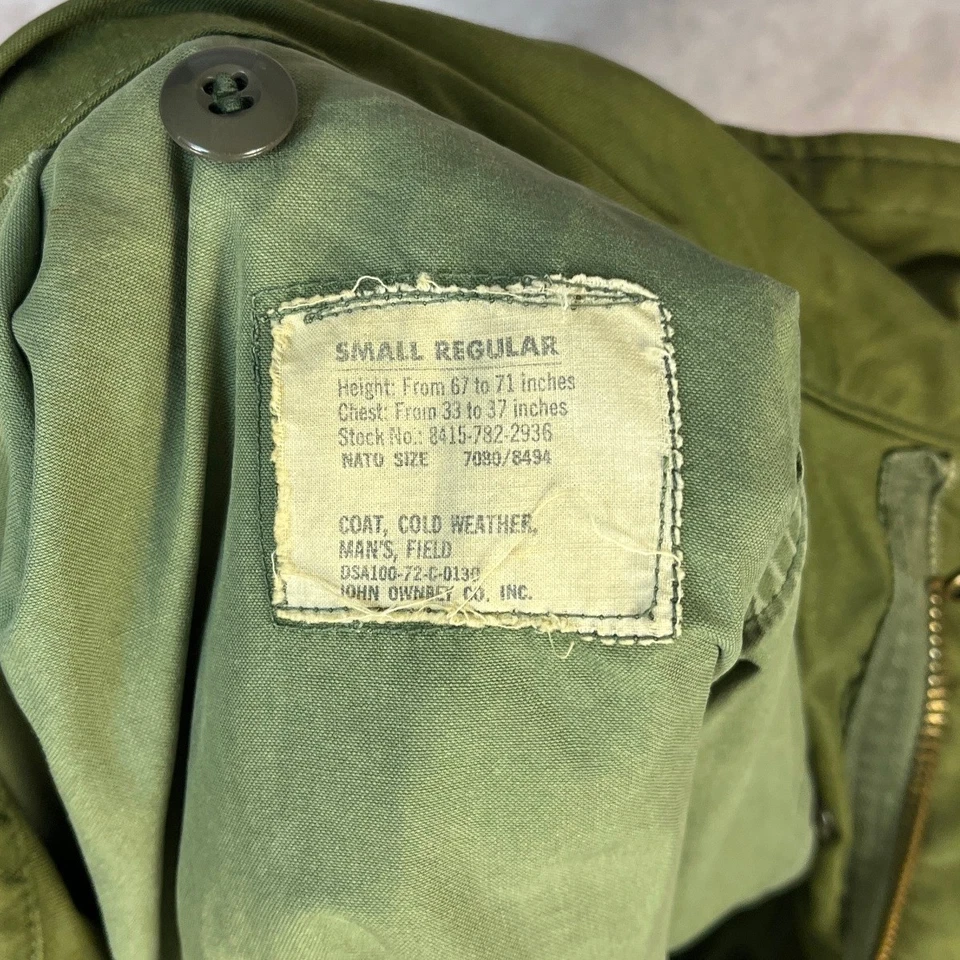 SMALL REGULAR
Height: From 67 to 71 inches
Chest: From 33 to 37 inches
Stock No.: 8415-782-2936
NATO SIZE 7080/8494
COAT, COLD WEATHER,
MAN'S, FIELD
DSA100-72-C-0130
JOHN OWNBEY CO. INC.